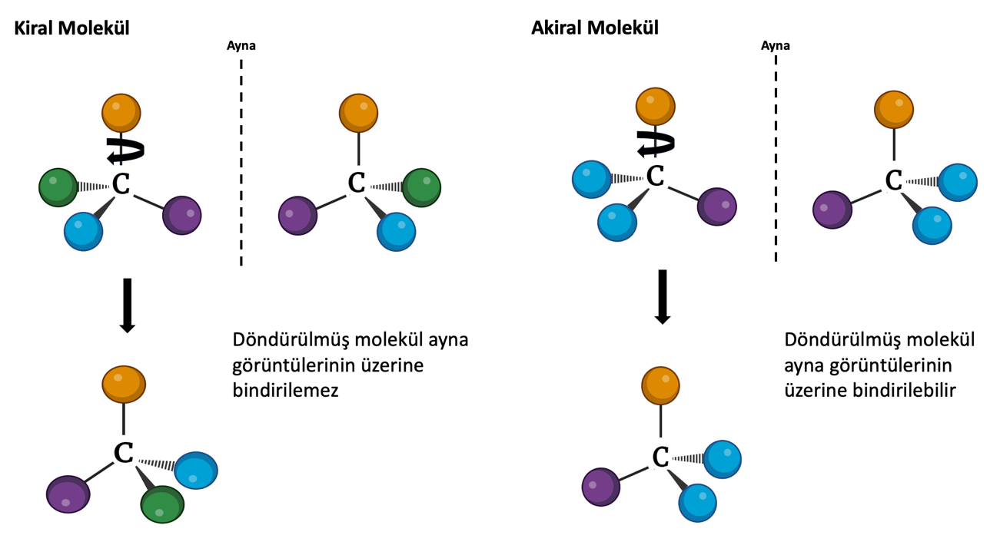 Kiral Molekül
Ayna
C
C
Döndürülmüş molekül ayna
görüntülerinin üzerine
bindirilemez
C
Akiral Molekül
Ayna
C
C
Döndürülmüş molekül
ayna görüntülerinin
üzerine bindirilebilir
C